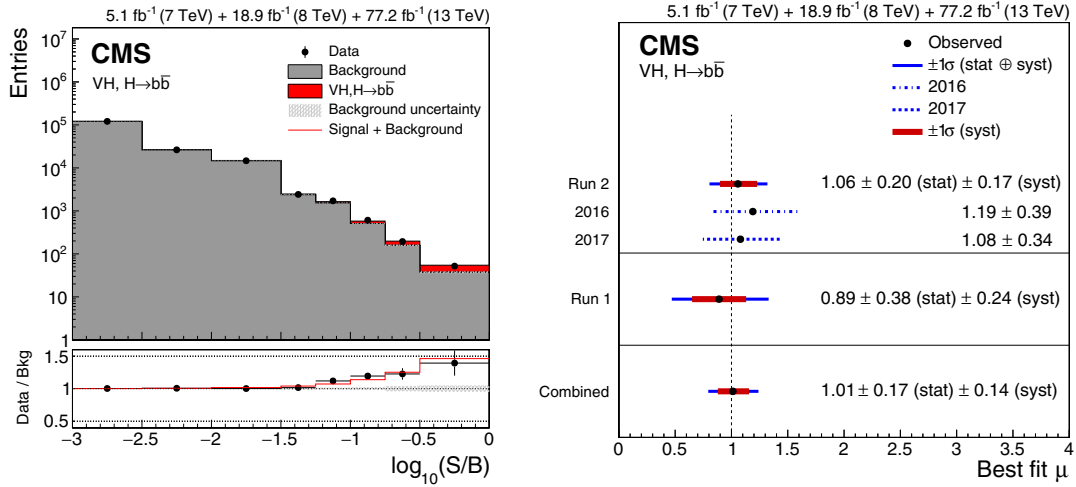 5.1 fb⁻¹ (7 TeV) + 18.9 fb⁻¹ (8 TeV) + 77.2 fb⁻¹ (13 TeV)
Entries
10⁷
10⁶
10⁵
10⁴
10³
10²
10
1
CMS
VH, H→bb̅
Data
Background
VH,H→bb̅
Background uncertainty
Signal + Background
Data / Bkg
1.5
1
0.5
−3 −2.5 −2 −1.5 −1 −0.5 0
log₁₀(S/B)
5.1 fb⁻¹ (7 TeV) + 18.9 fb⁻¹ (8 TeV) + 77.2 fb⁻¹ (13 TeV)
CMS
VH, H→bb̅
Observed
±1σ (stat ⊕ syst)
2016
2017
±1σ (syst)
Run 2 1.06 ± 0.20 (stat) ± 0.17 (syst)
2016 1.19 ± 0.39
2017 1.08 ± 0.34
Run 1 0.89 ± 0.38 (stat) ± 0.24 (syst)
Combined 1.01 ± 0.17 (stat) ± 0.14 (syst)
0 0.5 1 1.5 2 2.5 3 3.5 4
Best fit μ